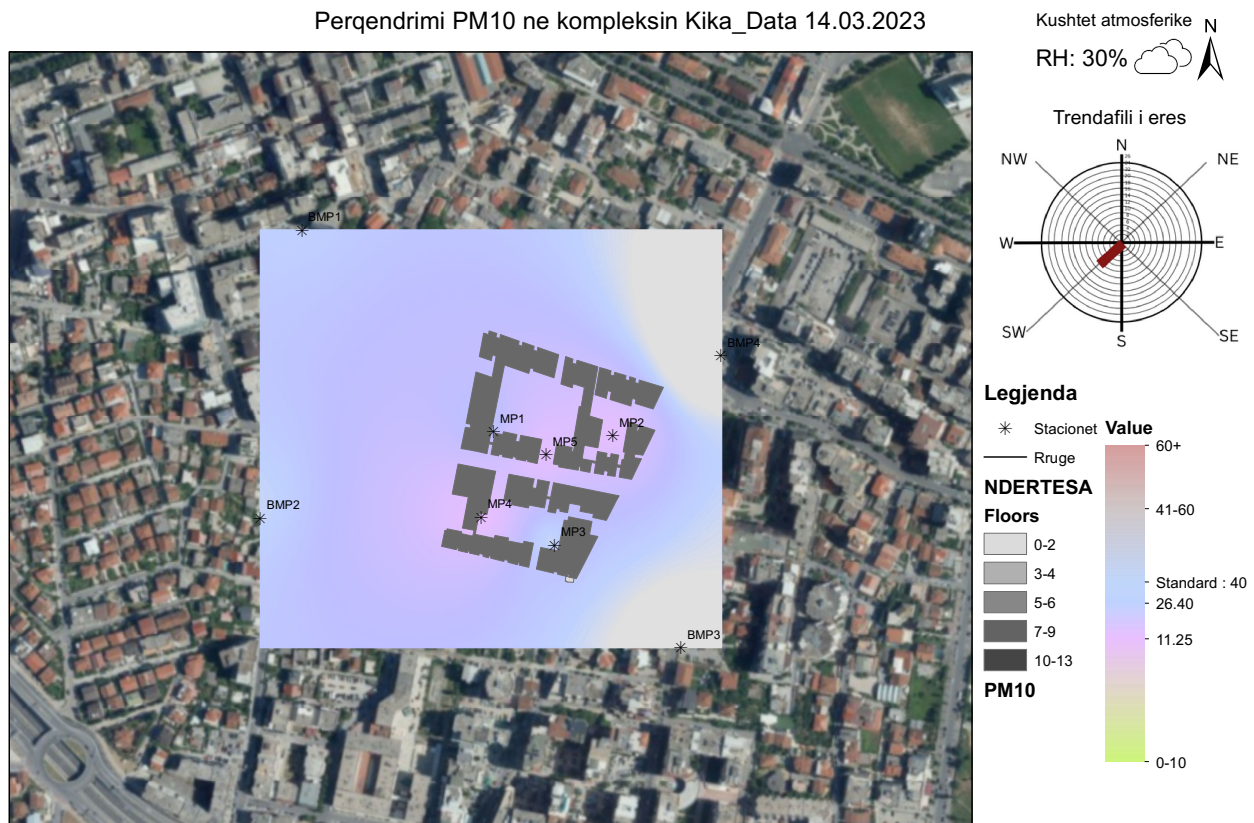 Perqendrimi PM10 ne kompleksin Kika_Data 14.03.2023
Kushtet atmosferike
N
RH: 30%
Trendafili i eres
N
NW
NE
W
E
SW
SE
S
BMP1
BMP4
MP1
MP2
MP5
BMP2
MP4
MP3
BMP3
Legjenda
Stacionet
Rruge
NDERTESA
Floors
0-2
3-4
5-6
7-9
10-13
PM10
Value
60+
41-60
Standard : 40
26.40
11.25
0-10